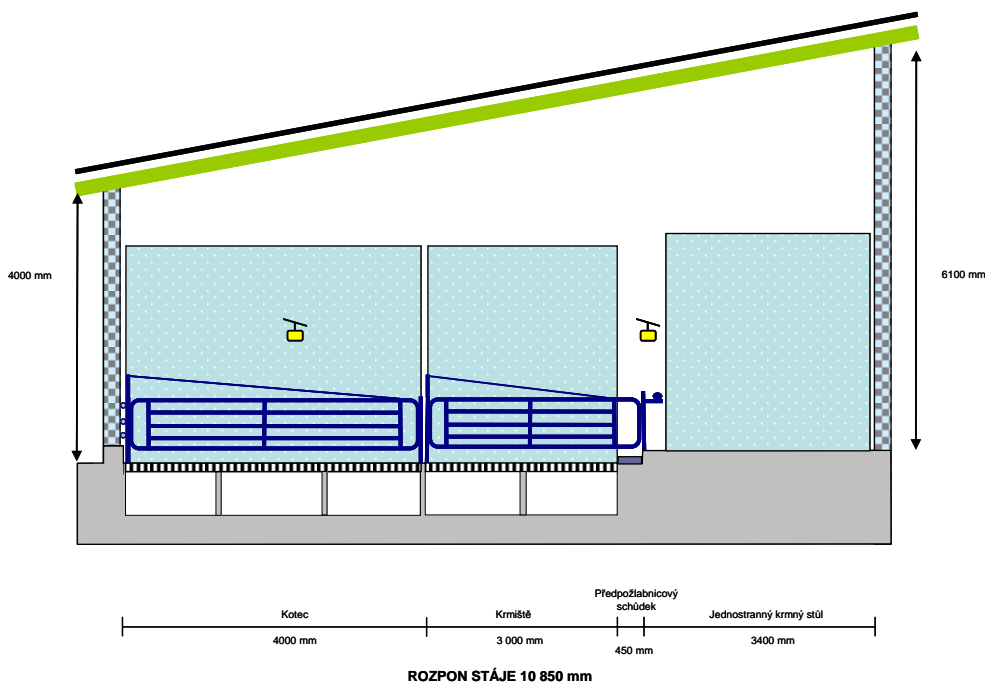 4000 mm
6100 mm
Předpožlabnicový
schůdek
Kotec
Krmiště
Jednostranný krmný stůl
4000 mm
3 000 mm
3400 mm
450 mm
ROZPON STÁJE 10 850 mm